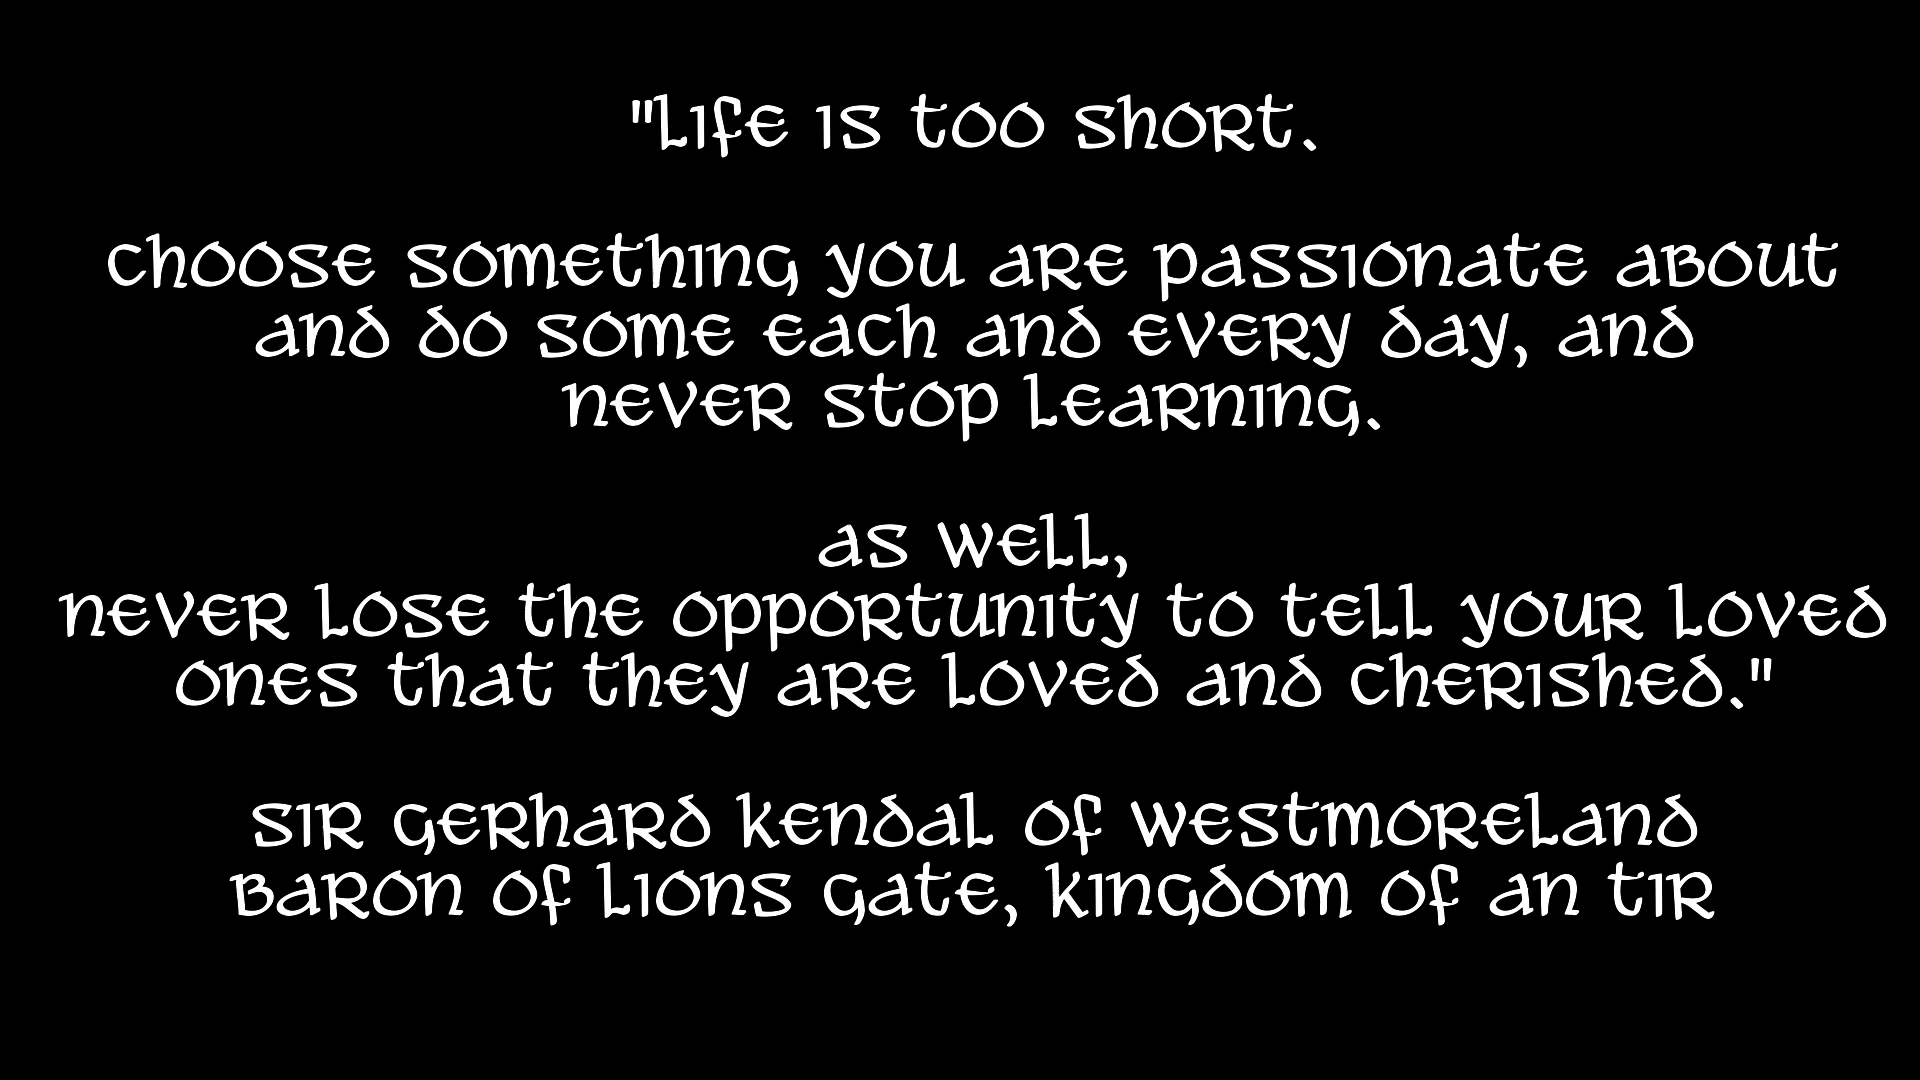 "Life is too short.
choose something you are passionate about
and do some each and every day, and
never stop learning.
as well,
never lose the opportunity to tell your loved
ones that they are loved and cherished."
sir gerhard kendal of westmoreland
baron of lions gate, kingdom of an tir